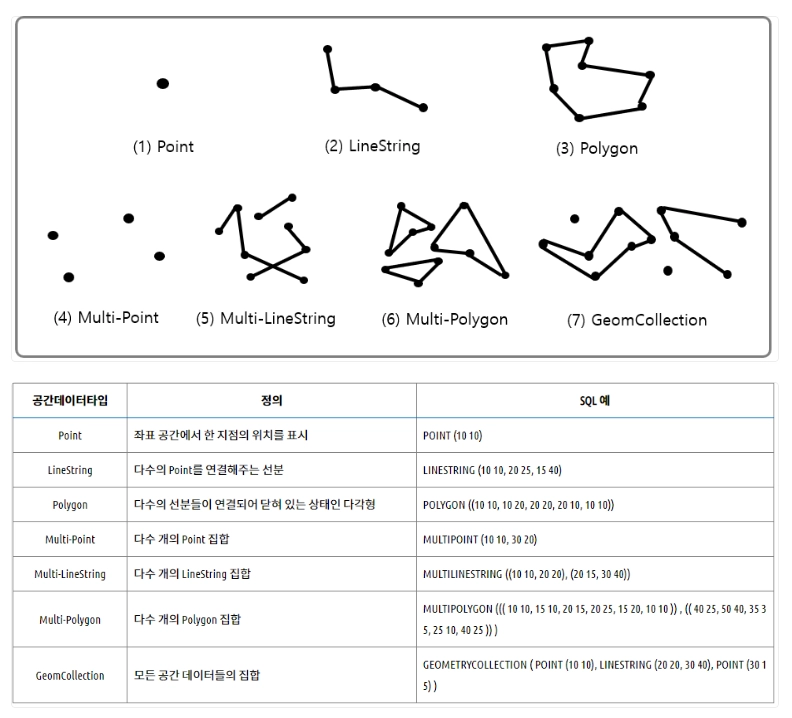 (1) Point
(2) LineString
(3) Polygon
(4) Multi-Point
(5) Multi-LineString
(6) Multi-Polygon
(7) GeomCollection
공간데이터타입 정의 SQL 예
Point 좌표 공간에서 한 지점의 위치를 표시 POINT (10 10)
LineString 다수의 Point를 연결해주는 선분 LINESTRING (10 10, 20 25, 15 40)
Polygon 다수의 선분들이 연결되어 닫혀 있는 상태인 다각형 POLYGON ((10 10, 10 20, 20 20, 20 10, 10 10))
Multi-Point 다수 개의 Point 집합 MULTIPOINT (10 10, 30 20)
Multi-LineString 다수 개의 LineString 집합 MULTILINESTRING ((10 10, 20 20), (20 15, 30 40))
Multi-Polygon 다수 개의 Polygon 집합 MULTIPOLYGON ((( 10 10, 15 10, 20 15, 20 25, 15 20, 10 10 )) , (( 40 25, 50 40, 35 3
5, 25 10, 40 25 )) )
GeomCollection 모든 공간 데이터들의 집합 GEOMETRYCOLLECTION ( POINT (10 10), LINESTRING (20 20, 30 40), POINT (30 1
5) )